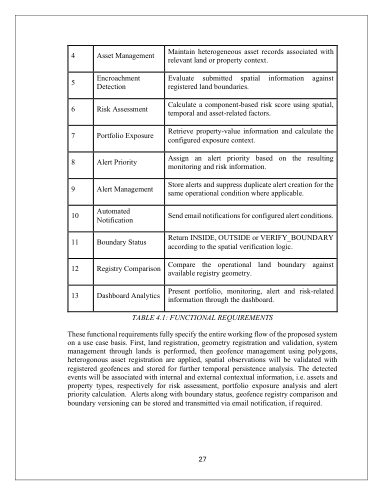 4 Asset Management Maintain heterogeneous asset records associated with
relevant land or property context.
5 Encroachment Detection Evaluate submitted spatial information against
registered land boundaries.
6 Risk Assessment Calculate a component-based risk score using spatial,
temporal and asset-related factors.
7 Portfolio Exposure Retrieve property-value information and calculate the
configured exposure context.
8 Alert Priority Assign an alert priority based on the resulting
monitoring and risk information.
9 Alert Management Store alerts and suppress duplicate alert creation for the
same operational condition where applicable.
10 Automated Notification Send email notifications for configured alert conditions.
11 Boundary Status Return INSIDE, OUTSIDE or VERIFY_BOUNDARY
according to the spatial verification logic.
12 Registry Comparison Compare the operational land boundary against
available registry geometry.
13 Dashboard Analytics Present portfolio, monitoring, alert and risk-related
information through the dashboard.
TABLE 4.1: FUNCTIONAL REQUIREMENTS
These functional requirements fully specify the entire working flow of the proposed system
on a use case basis. First, land registration, geometry registration and validation, system
management through lands is performed, then geofence management using polygons,
heterogonous asset registration are applied, spatial observations will be validated with
registered geofences and stored for further temporal persistence analysis. The detected
events will be associated with internal and external contextual information, i.e. assets and
property types, respectively for risk assessment, portfolio exposure analysis and alert
priority calculation. Alerts along with boundary status, geofence registry comparison and
boundary versioning can be stored and transmitted via email notification, if required.
27